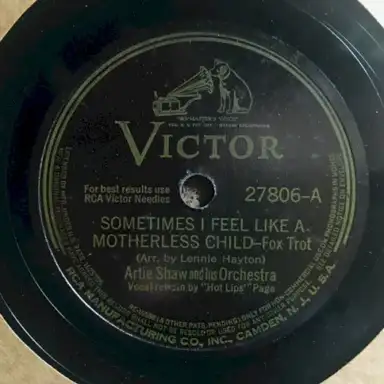 "HIS MASTER'S VOICE"
VICTOR
For best results use
RCA Victor Needles
27806-A
SOMETIMES I FEEL LIKE A
MOTHERLESS CHILD—Fox Trot
(Arr. by Lennie Hayton)
Artie Shaw and his Orchestra
Vocal refrain by "Hot Lips" Page
RCA MANUFACTURING CO., INC., CAMDEN, N. J., U. S. A.